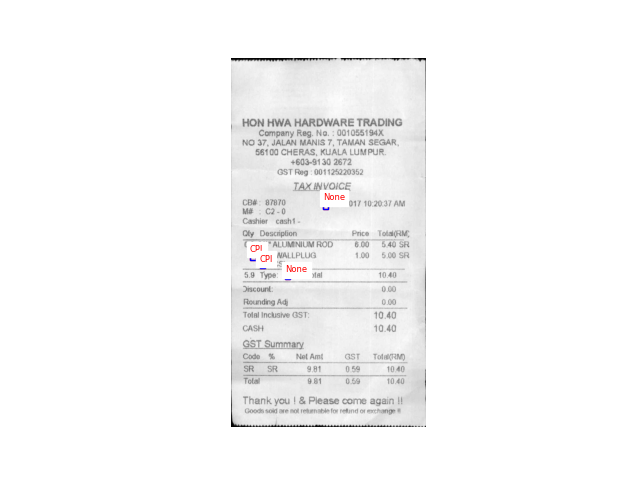 HON HWA HARDWARE TRADING
Company Reg. No. : 001055194X
NO 37, JALAN MANIS 7, TAMAN SEGAR,
56100 CHERAS, KUALA LUMPUR.
+603-9130 2672
GST Reg : 001125220352
TAX INVOICE
None
CB# : 87870 017 10:20:37 AM
M# : C2 - 0
Cashier cash1 -
Qty Description Price Total(RM)
ALUMINIUM ROD 6.00 5.40 SR
CPI
WALLPLUG 1.00 5.00 SR
CPI
None
5.9 Type: 10.40
Discount: 0.00
Rounding Adj 0.00
Total Inclusive GST: 10.40
CASH 10.40
GST Summary
Code % Net Amt GST Total(RM)
SR SR 9.81 0.59 10.40
Total 9.81 0.59 10.40
Thank you ! & Please come again !!
Goods sold are not returnable for refund or exchange !!